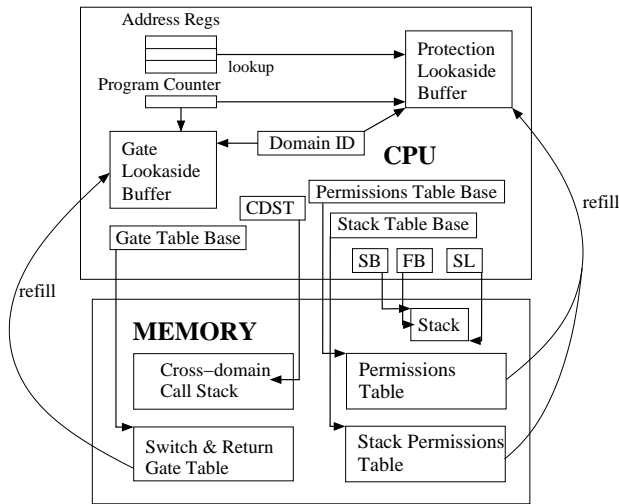 Address Regs
lookup
Program Counter
Protection
Lookaside
Buffer
Gate
Lookaside
Buffer
Domain ID
CPU
Permissions Table Base
CDST
Stack Table Base
Gate Table Base
SB
FB
SL
refill
refill
MEMORY
Stack
Cross−domain
Call Stack
Permissions
Table
Switch & Return
Gate Table
Stack Permissions
Table